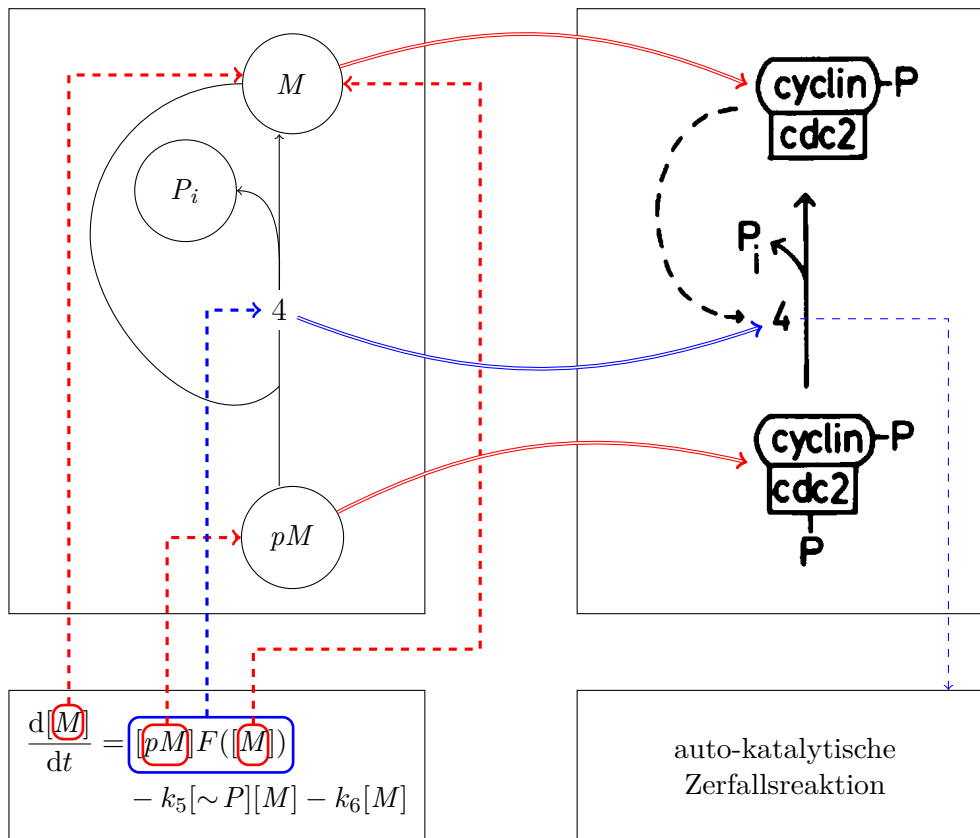 M
P_i
4
pM
cyclin-P
cdc2
P_i
4
cyclin-P
cdc2
P
d[M]/dt = [pM]F([M])
− k_5[∼P][M] − k_6[M]
auto-katalytische
Zerfallsreaktion